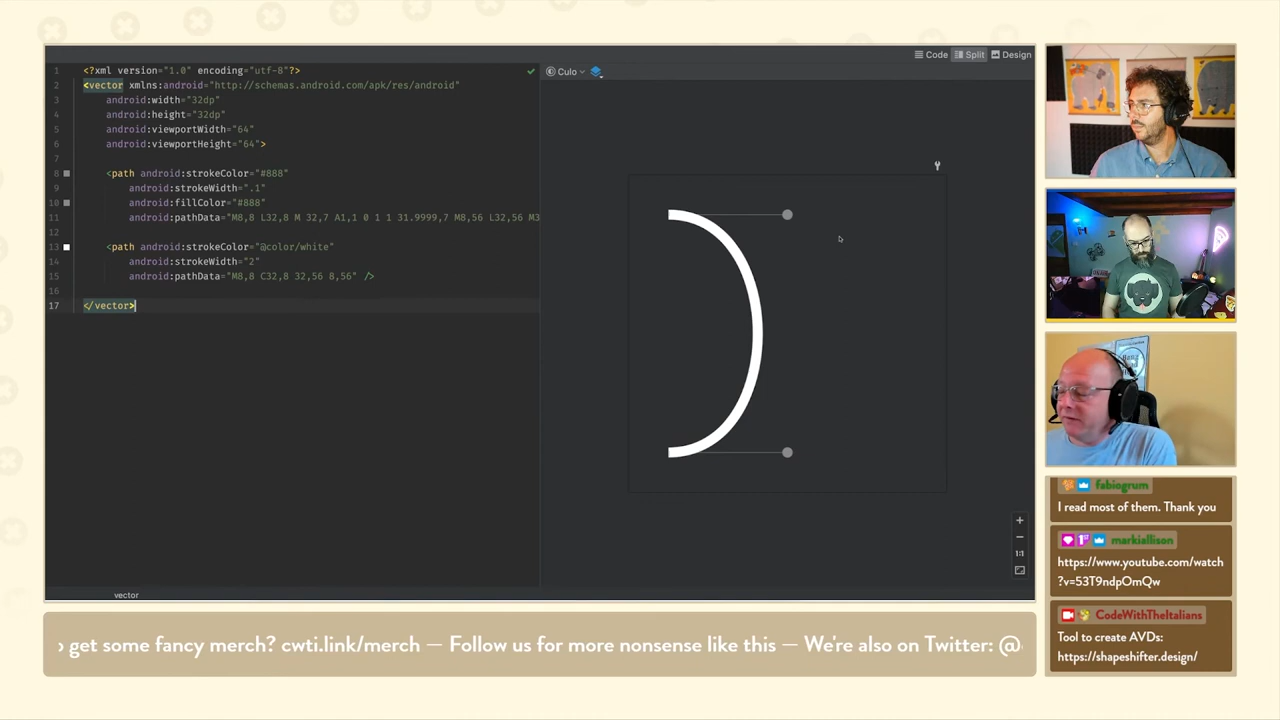 Code Split Design
1 <?xml version="1.0" encoding="utf-8"?>
2 <vector xmlns:android="http://schemas.android.com/apk/res/android"
3 android:width="32dp"
4 android:height="32dp"
5 android:viewportWidth="64"
6 android:viewportHeight="64">
7
8 <path android:strokeColor="#888"
9 android:strokeWidth=".1"
10 android:fillColor="#888"
11 android:pathData="M8,8 L32,8 M 32,7 A1,1 0 1 1 31.9999,7 M8,56 L32,56 M3
12
13 <path android:strokeColor="@color/white"
14 android:strokeWidth="2"
15 android:pathData="M8,8 C32,8 32,56 8,56" />
16
17 </vector>
Culo
1:1
vector
fabiogrum
I read most of them. Thank you
markiallison
https://www.youtube.com/watch
?v=53T9ndpOmQw
CodeWithTheItalians
Tool to create AVDs:
https://shapeshifter.design/
get some fancy merch? cwti.link/merch — Follow us for more nonsense like this — We're also on Twitter: @